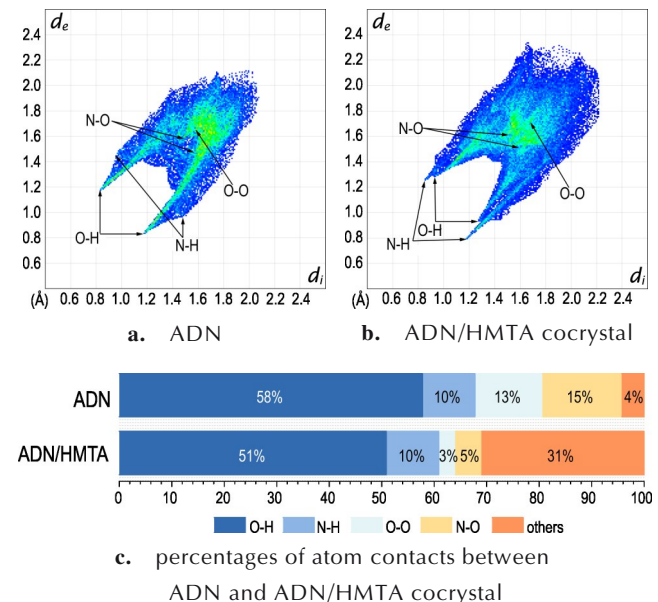 de
2.4
2.2
2.0
1.8
1.6
1.4
1.2
1.0
0.8
0.6
(Å)
N-O
O-O
O-H
N-H
di
0.6 0.8 1.0 1.2 1.4 1.6 1.8 2.0 2.2 2.4
a. ADN
de
2.4
2.2
2.0
1.8
1.6
1.4
1.2
1.0
0.8
0.6
(Å)
N-O
O-O
O-H
N-H
di
0.6 0.8 1.0 1.2 1.4 1.6 1.8 2.0 2.2 2.4
b. ADN/HMTA cocrystal
ADN 58% 10% 13% 15% 4%
ADN/HMTA 51% 10% 3% 5% 31%
0 10 20 30 40 50 60 70 80 90 100
O-H N-H O-O N-O others
c. percentages of atom contacts between
ADN and ADN/HMTA cocrystal